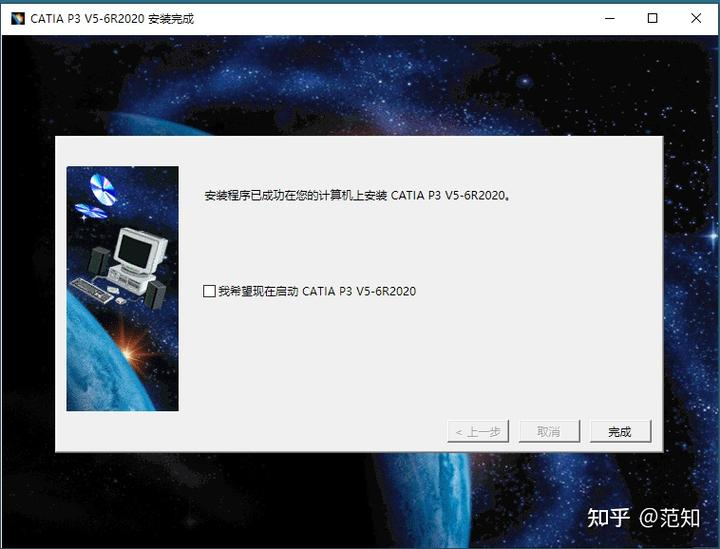 CATIA P3 V5-6R2020 安装完成
安装程序已成功在您的计算机上安装 CATIA P3 V5-6R2020。
我希望现在启动 CATIA P3 V5-6R2020
< 上一步 取消 完成
知乎 @范知